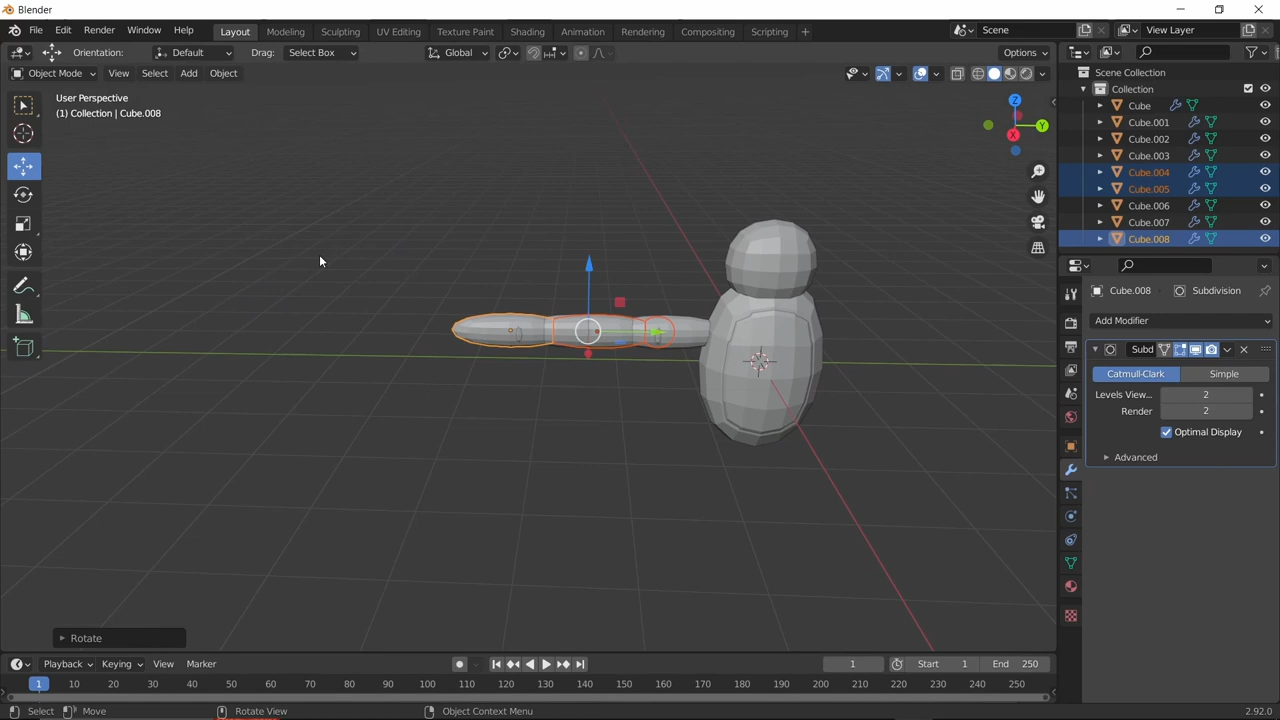 Blender
File Edit Render Window Help Layout Modeling Sculpting UV Editing Texture Paint Shading Animation Rendering Compositing Scripting + Scene View Layer
Orientation: Default Drag: Select Box Global Options
Object Mode View Select Add Object
User Perspective
(1) Collection | Cube.008
Z
Y
X
Scene Collection
Collection
Cube
Cube.001
Cube.002
Cube.003
Cube.004
Cube.005
Cube.006
Cube.007
Cube.008
Cube.008 Subdivision
Add Modifier
Subd
Catmull-Clark Simple
Levels View... 2
Render 2
Optimal Display
Advanced
Rotate
Playback Keying View Marker 1 Start 1 End 250
1 10 20 30 40 50 60 70 80 90 100 110 120 130 140 150 160 170 180 190 200 210 220 230 240 250
Select Move Rotate View Object Context Menu 2.92.0